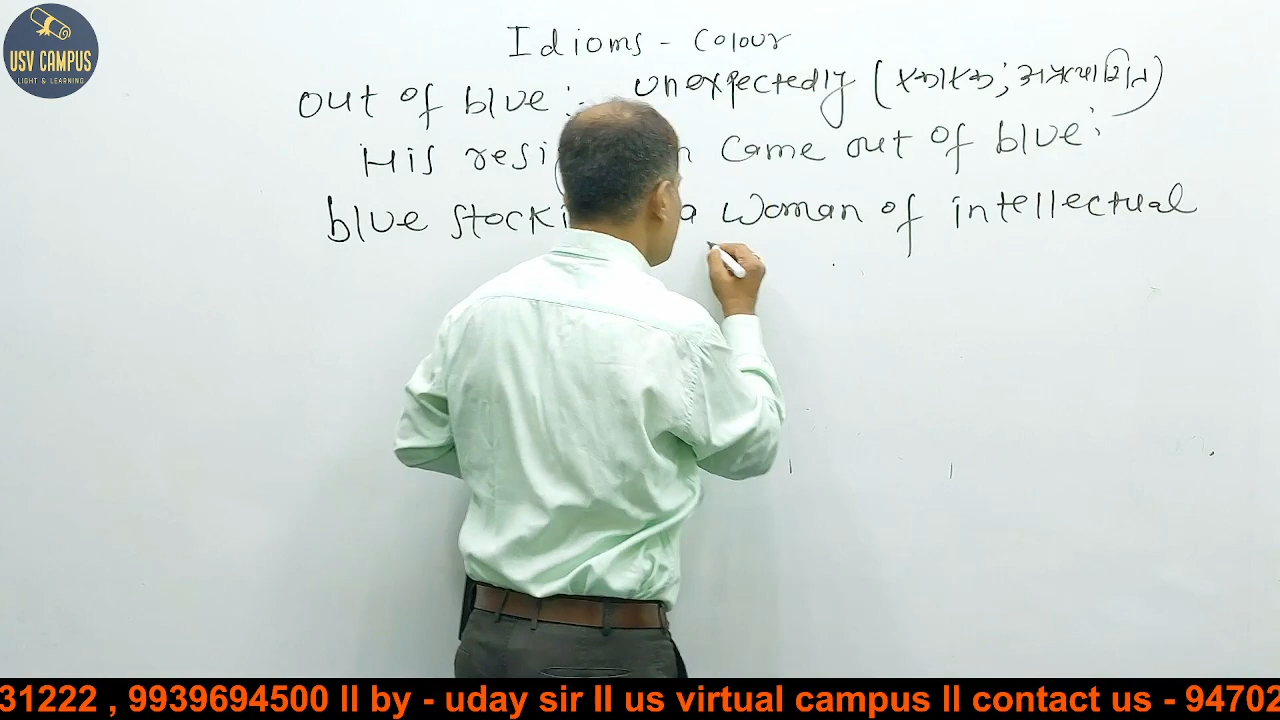 USV CAMPUS
LIGHT & LEARNING
Idioms - colour
out of blue :- unexpectedly (एकाएक; अप्रत्याशित)
His resi n came out of blue:
blue stocki a woman of intellectual
31222 , 9939694500 II by - uday sir II us virtual campus II contact us - 94702